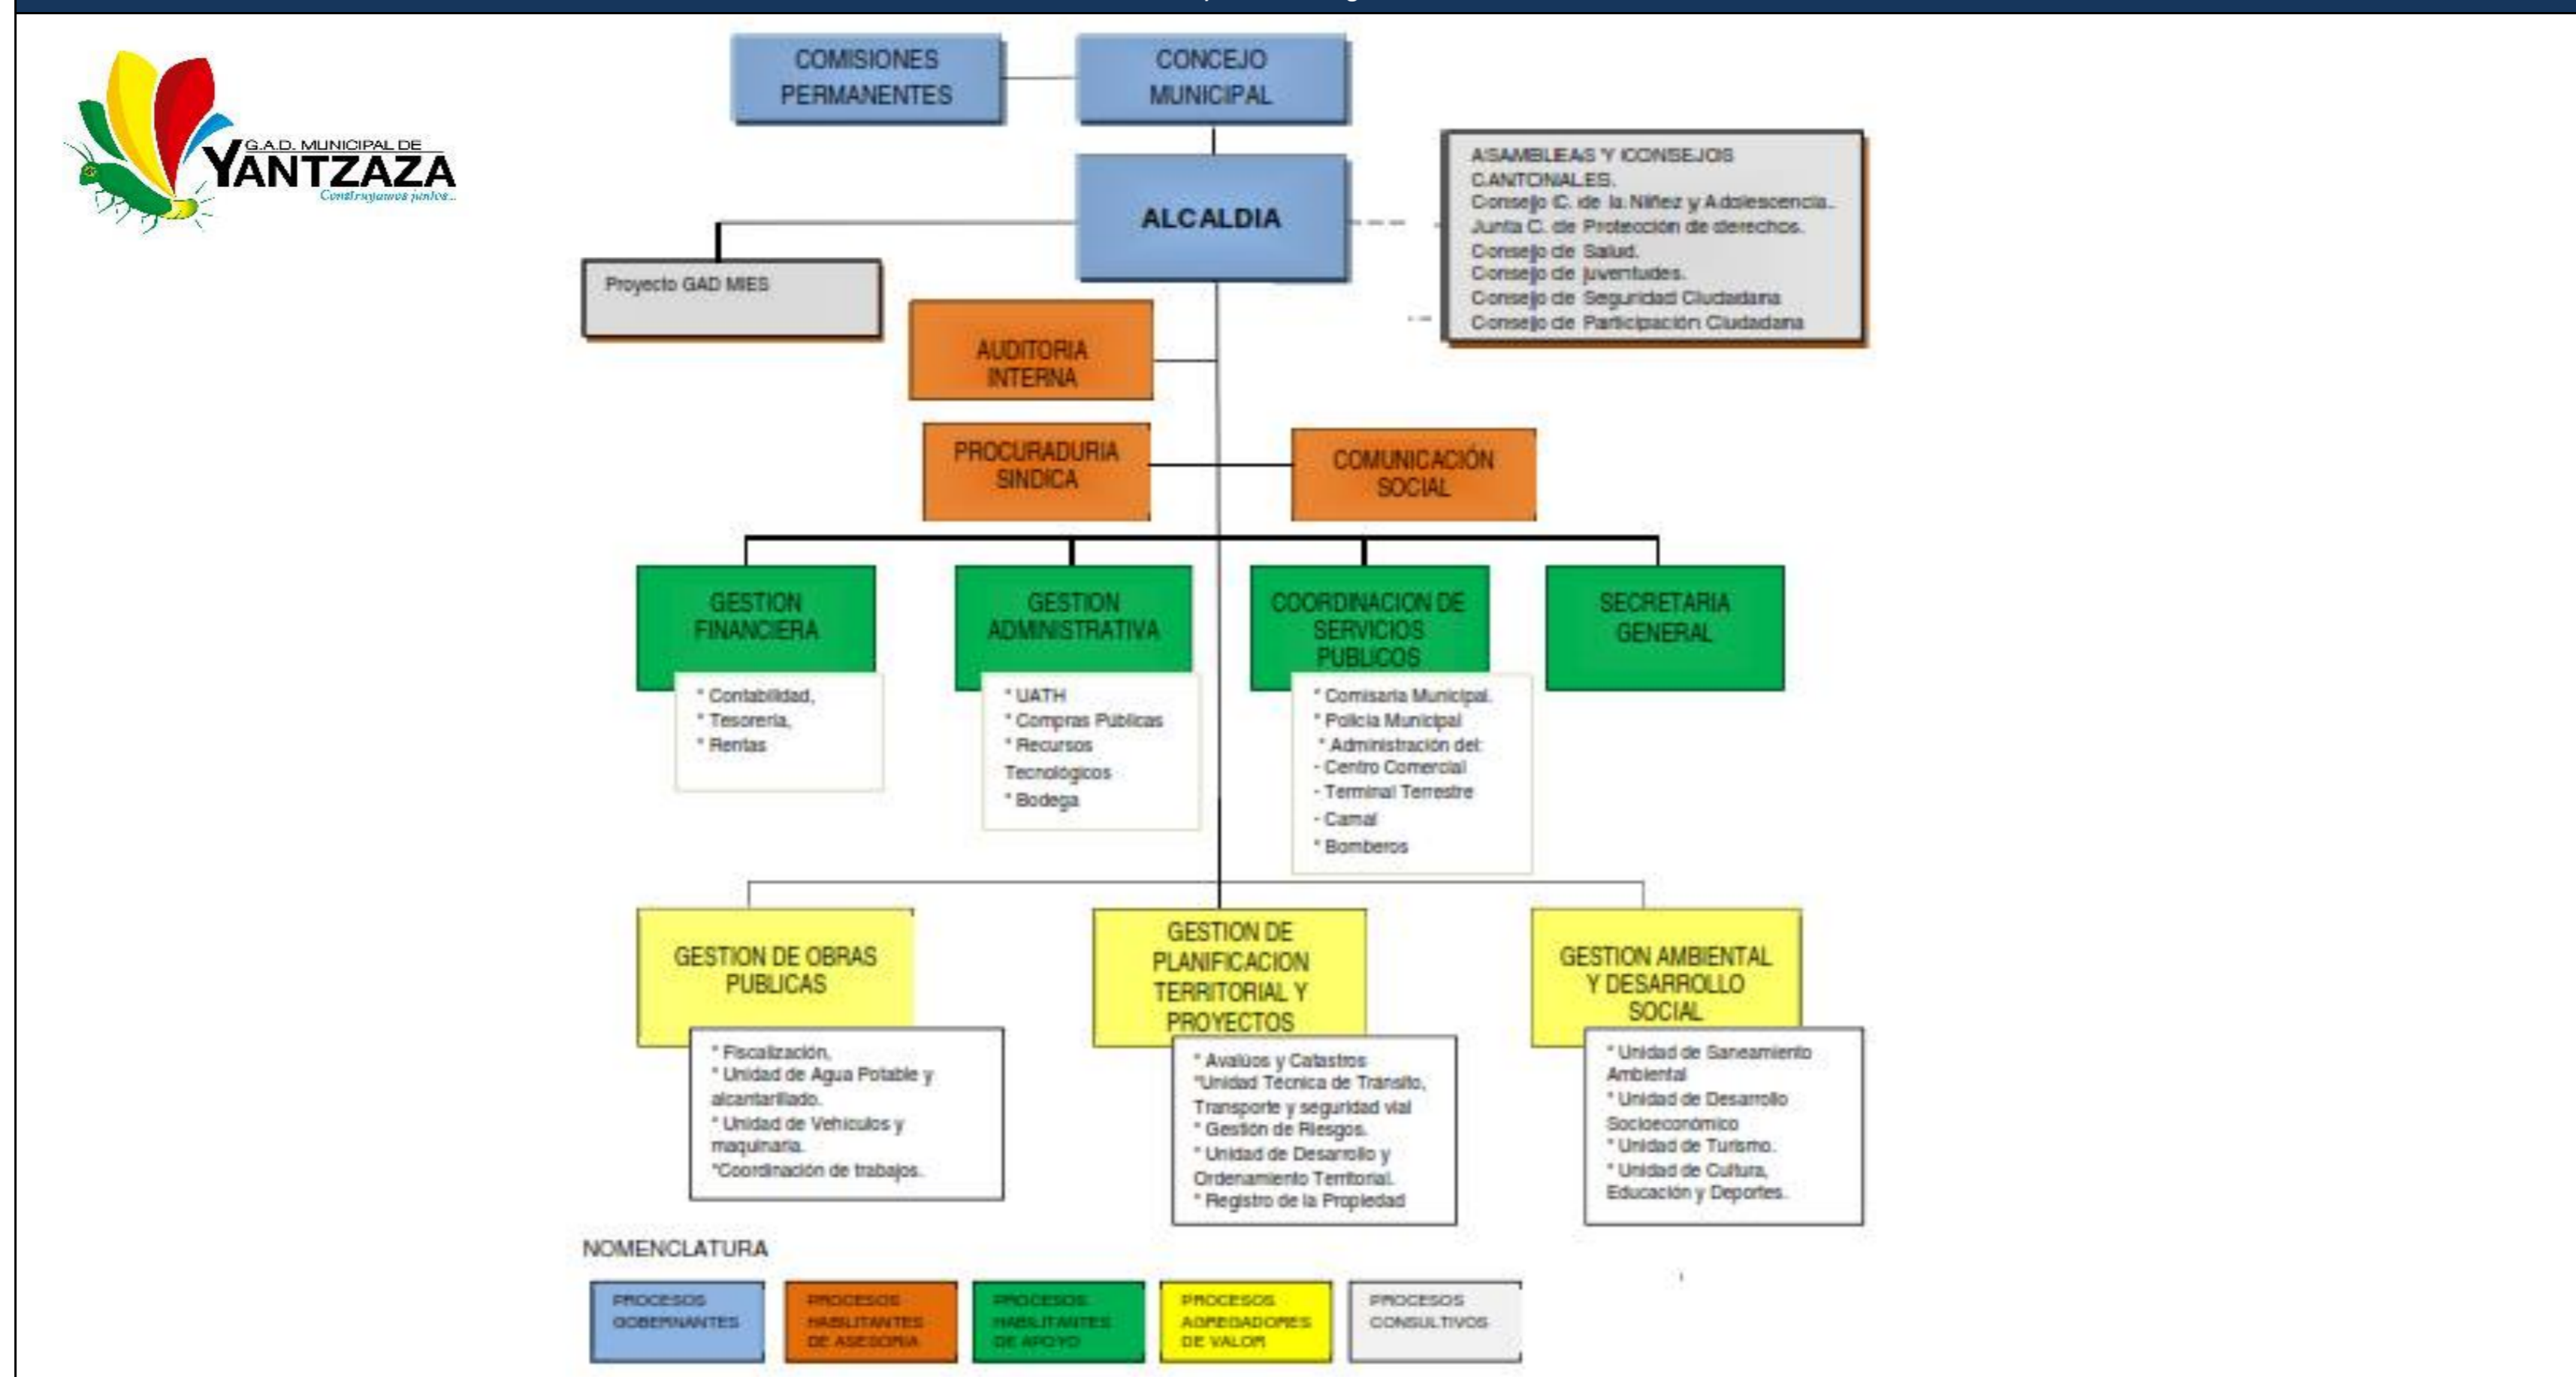 COMISIONES
PERMANENTES
CONCEJO
MUNICIPAL
G.A.D. MUNICIPAL DE
YANTZAZA
Construyamos juntos...
ALCALDIA
ASAMBLEAS Y CONSEJOS
CANTONALES.
Consejo C. de la Niñez y Adolescencia..
Junta C. de Protección de derechos.
Consejo de Salud.
Consejo de juventudes.
Consejo de Seguridad Ciudadana
Consejo de Participación Ciudadana
Proyecto GAD MIES
AUDITORIA
INTERNA
PROCURADURIA
SINDICA
COMUNICACIÓN
SOCIAL
GESTION
FINANCIERA
* Contabilidad,
* Tesorería,
* Rentas
GESTION
ADMINISTRATIVA
* UATH
* Compras Públicas
* Recursos
Tecnológicos
* Bodega
COORDINACION DE
SERVICIOS
PUBLICOS
* Comisaría Municipal.
* Policía Municipal
* Administración del:
- Centro Comercial
- Terminal Terrestre
- Camal
* Bomberos
SECRETARIA
GENERAL
GESTION DE OBRAS
PUBLICAS
* Fiscalización,
* Unidad de Agua Potable y
alcantarillado.
* Unidad de Vehículos y
maquinaria.
*Coordinación de trabajos.
GESTION DE
PLANIFICACION
TERRITORIAL Y
PROYECTOS
* Avalúos y Catastros
*Unidad Técnica de Tránsito,
Transporte y seguridad vial
* Gestión de Riesgos.
* Unidad de Desarrollo y
Ordenamiento Territorial.
* Registro de la Propiedad
GESTION AMBIENTAL
Y DESARROLLO
SOCIAL
* Unidad de Saneamiento
Ambiental
* Unidad de Desarrollo
Socioeconómico
* Unidad de Turismo.
* Unidad de Cultura,
Educación y Deportes.
NOMENCLATURA
PROCESOS
GOBERNANTES
PROCESOS
HABILITANTES
DE ASESORIA
PROCESOS
HABILITANTES
DE APOYO
PROCESOS
AGREGADORES
DE VALOR
PROCESOS
CONSULTIVOS